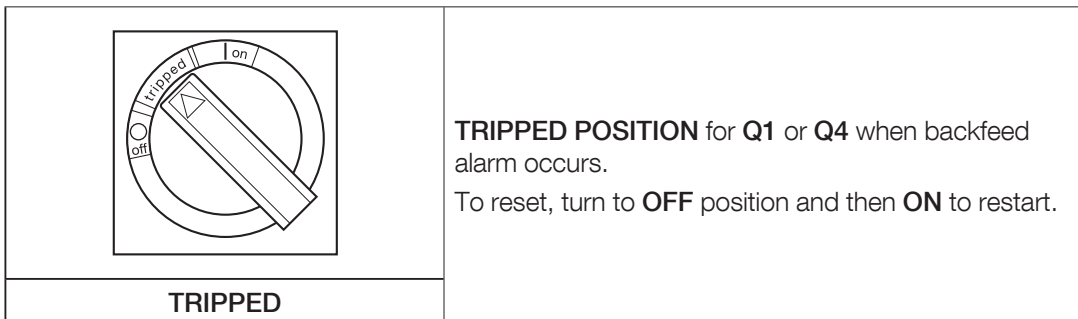 on
tripped
off
TRIPPED
TRIPPED POSITION for Q1 or Q4 when backfeed
alarm occurs.
To reset, turn to OFF position and then ON to restart.